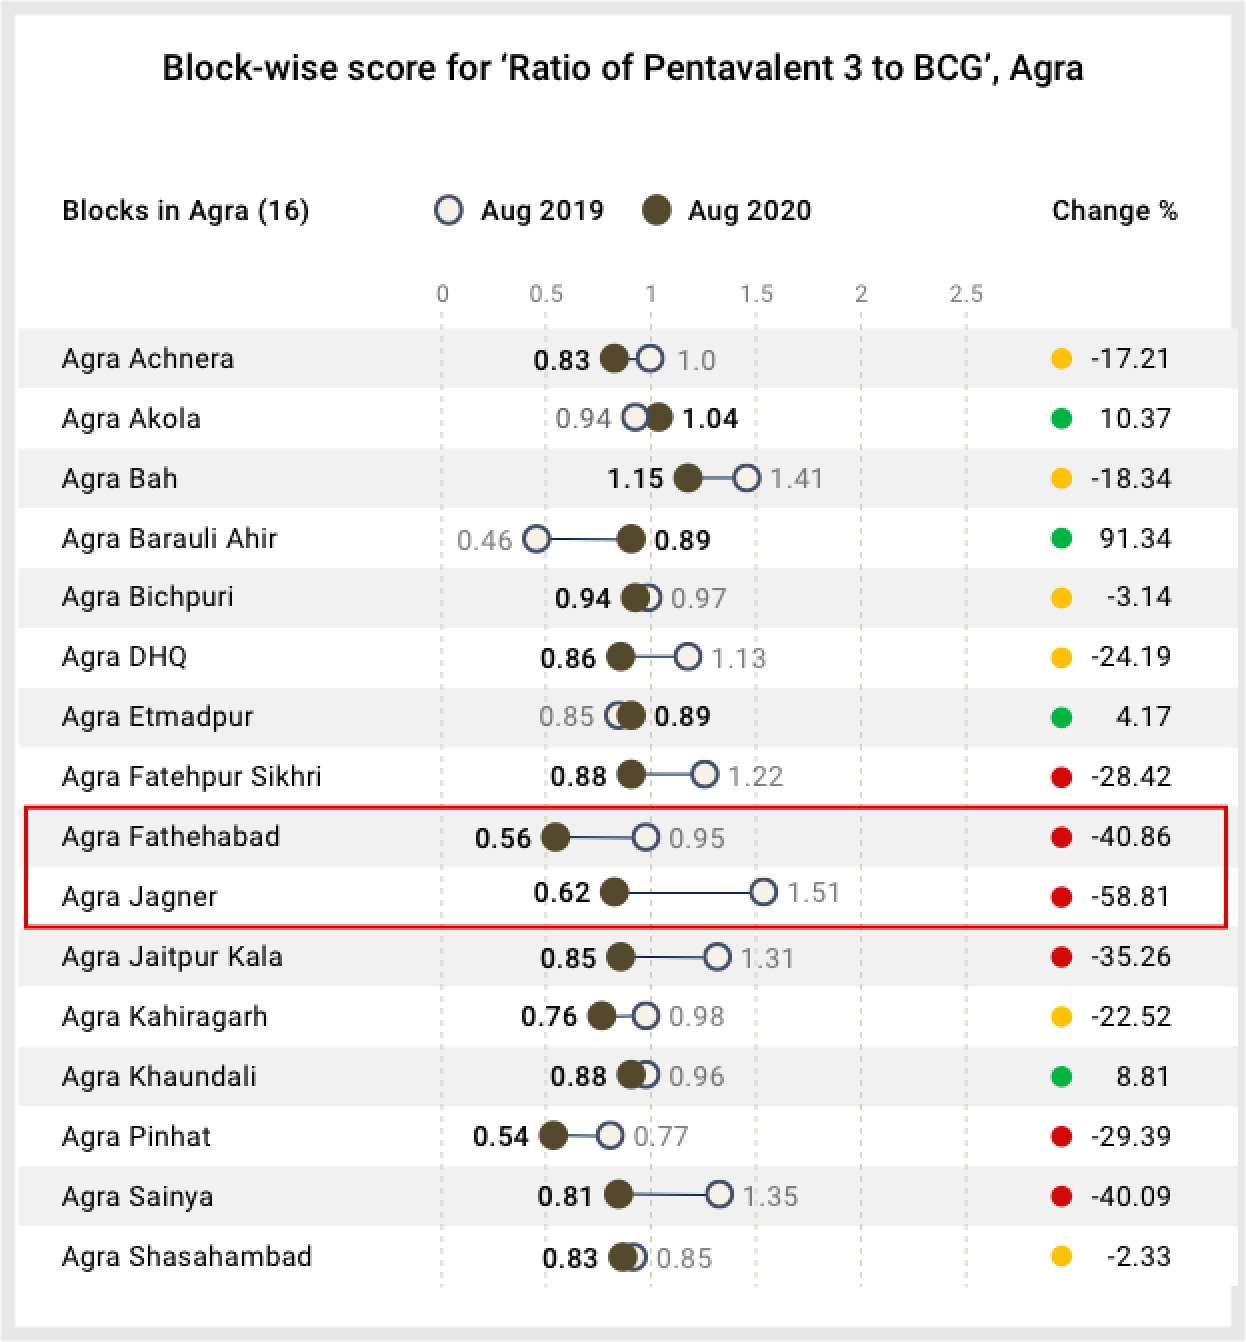 Block-wise score for ‘Ratio of Pentavalent 3 to BCG’, Agra
Blocks in Agra (16) Aug 2019 Aug 2020 Change %
0 0.5 1 1.5 2 2.5
Agra Achnera 0.83 1.0 -17.21
Agra Akola 0.94 1.04 10.37
Agra Bah 1.15 1.41 -18.34
Agra Barauli Ahir 0.46 0.89 91.34
Agra Bichpuri 0.94 0.97 -3.14
Agra DHQ 0.86 1.13 -24.19
Agra Etmadpur 0.85 0.89 4.17
Agra Fatehpur Sikhri 0.88 1.22 -28.42
Agra Fathehabad 0.56 0.95 -40.86
Agra Jagner 0.62 1.51 -58.81
Agra Jaitpur Kala 0.85 1.31 -35.26
Agra Kahiragarh 0.76 0.98 -22.52
Agra Khaundali 0.88 0.96 8.81
Agra Pinhat 0.54 0.77 -29.39
Agra Sainya 0.81 1.35 -40.09
Agra Shasahambad 0.83 0.85 -2.33